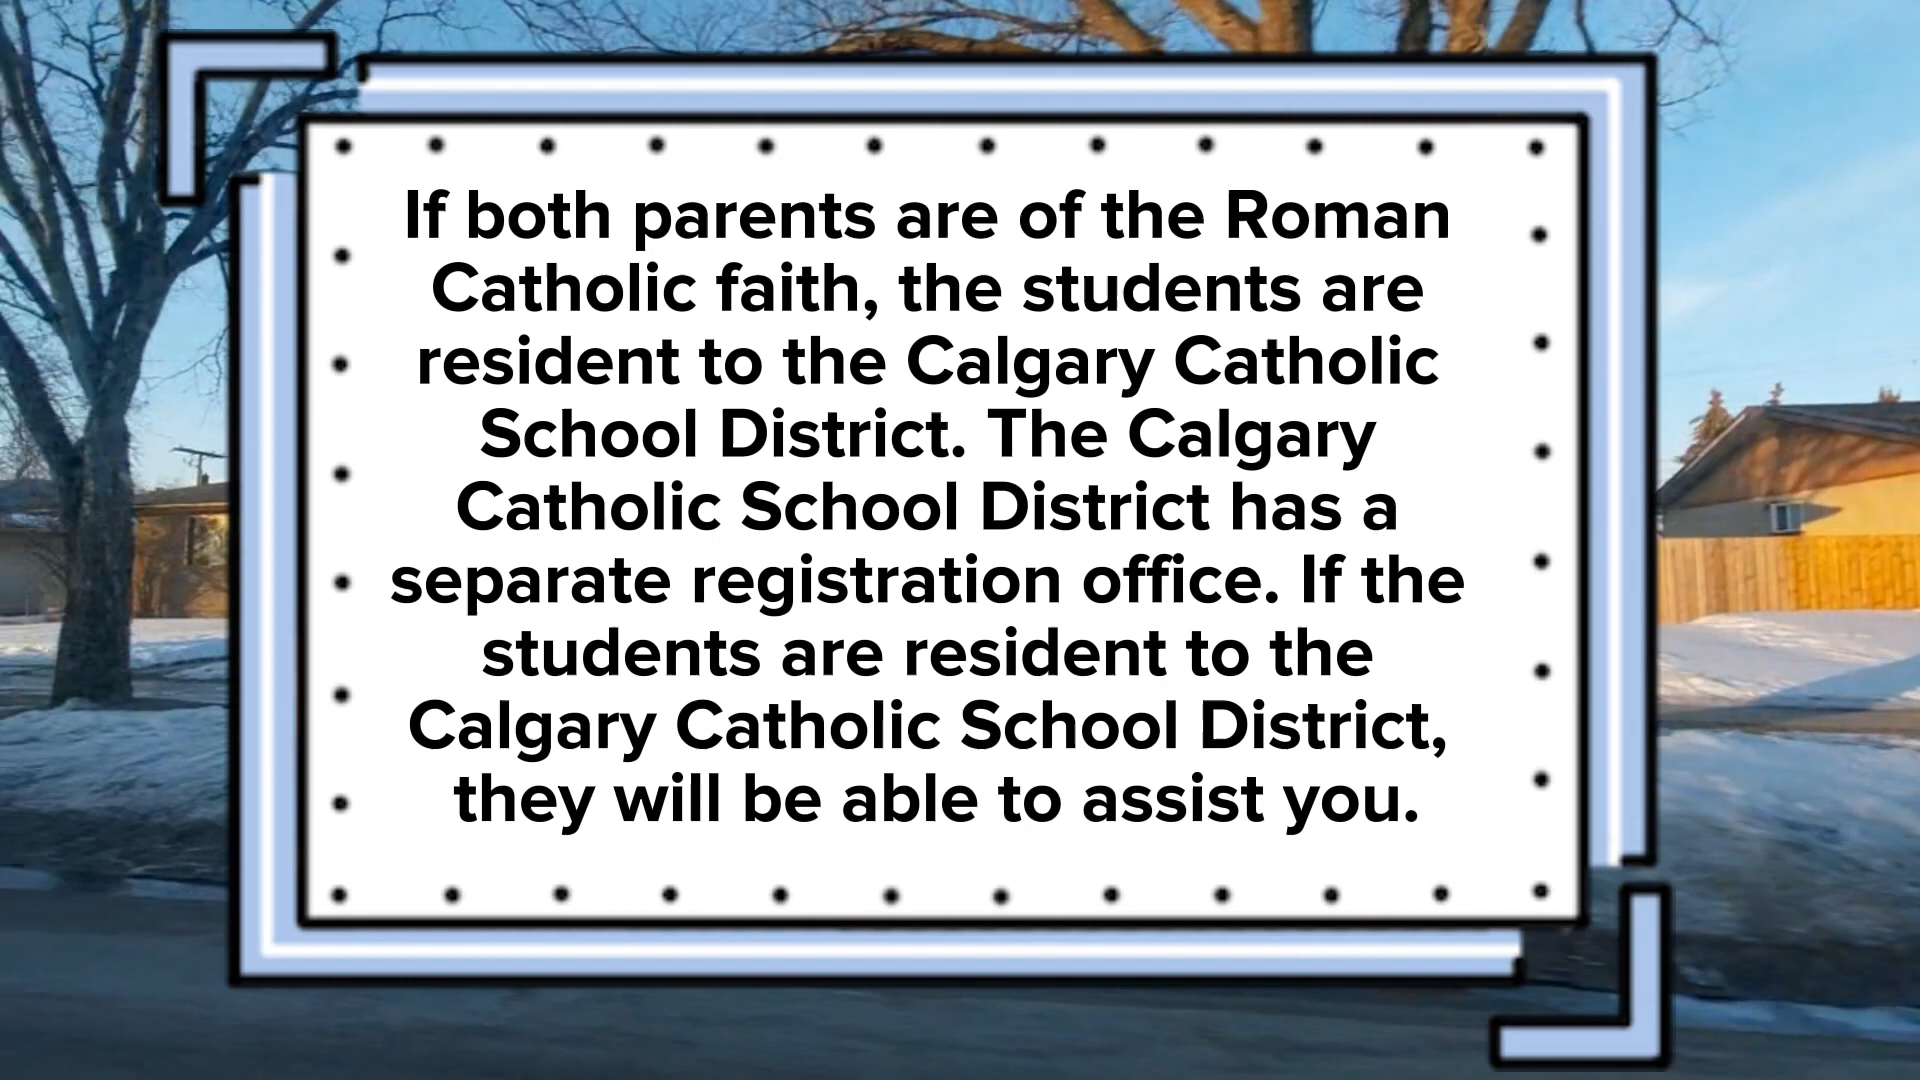 If both parents are of the Roman
Catholic faith, the students are
resident to the Calgary Catholic
School District. The Calgary
Catholic School District has a
separate registration office. If the
students are resident to the
Calgary Catholic School District,
they will be able to assist you.